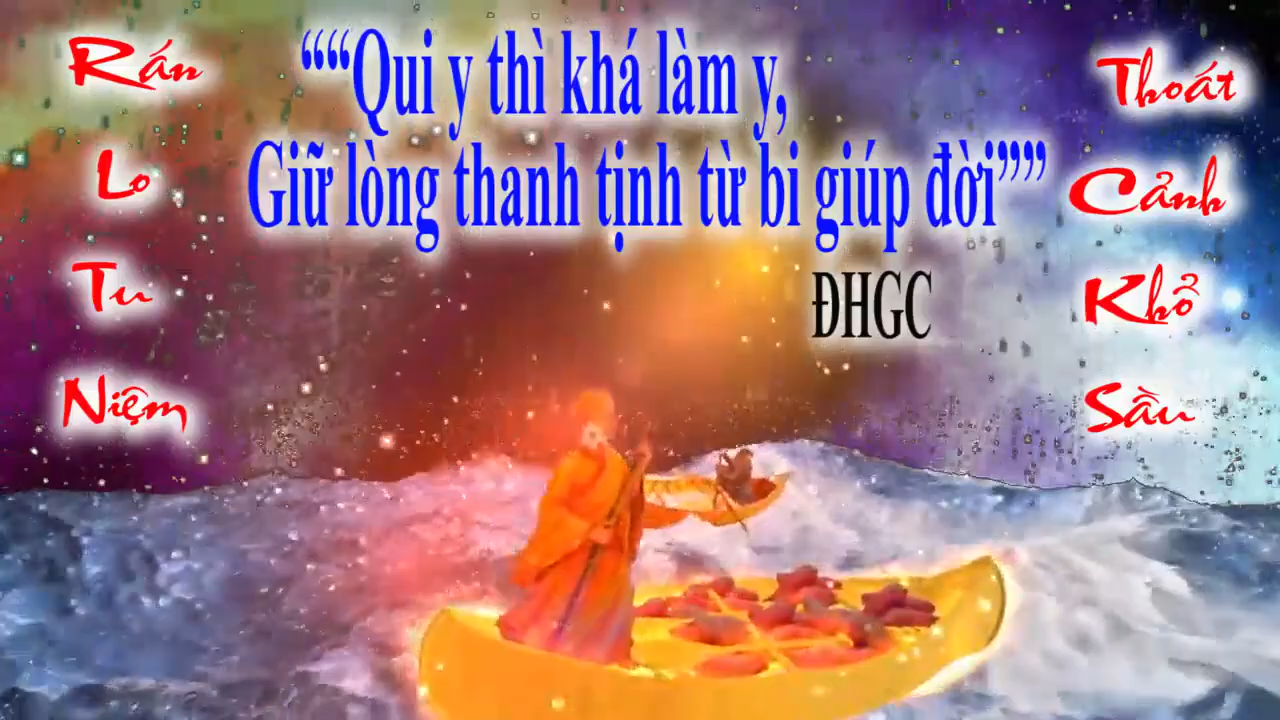 Rán
Lo
Tu
Niệm
““Qui y thì khá làm y,
Giữ lòng thanh tịnh từ bi giúp đời””
ĐHGC
Thoát
Cảnh
Khổ
Sầu